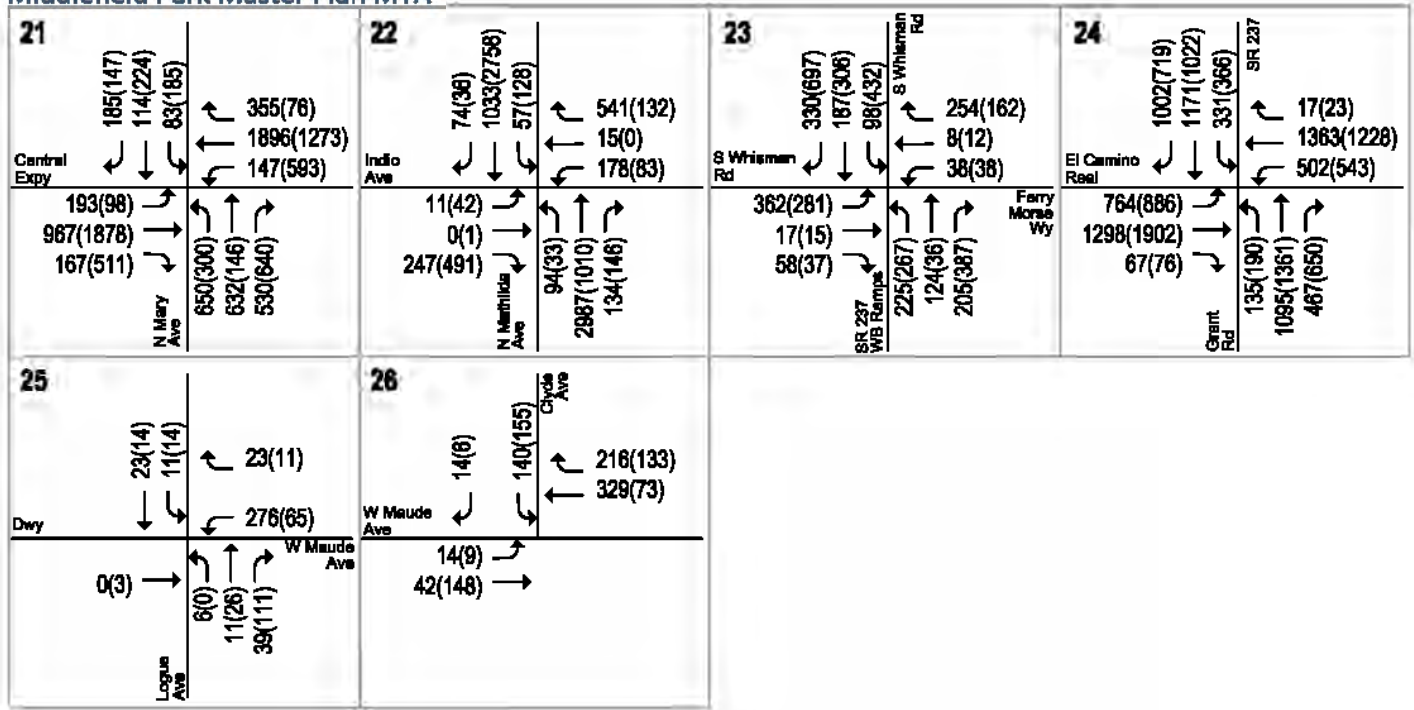 Middlefield Park Master Plan MTA
21
185(147)
114(224)
83(185)
355(76)
1896(1273)
147(593)
Central
Expy
193(98)
967(1878)
167(511)
N Mary
Ave
650(300)
632(146)
530(640)
22
74(36)
1033(2758)
57(128)
541(132)
15(0)
178(83)
Indio
Ave
11(42)
0(1)
247(491)
N Mathilda
Ave
94(33)
2987(1010)
134(146)
23
330(697)
187(306)
98(432)
S Whisman
Rd
254(162)
8(12)
38(38)
S Whisman
Rd
Ferry
Morse
Wy
362(281)
17(15)
58(37)
SR 237
WB Ramps
225(267)
124(36)
205(387)
24
1002(719)
1171(1022)
331(366)
SR 237
17(23)
1363(1228)
502(543)
El Camino
Real
764(886)
1298(1902)
67(76)
Grant
Rd
135(190)
1095(1361)
467(650)
25
23(14)
11(14)
23(11)
276(65)
Dwy
W Maude
Ave
0(3)
Logue
Ave
6(0)
11(26)
39(111)
26
14(6)
140(155)
Clyde
Ave
216(133)
329(73)
W Maude
Ave
14(9)
42(148)